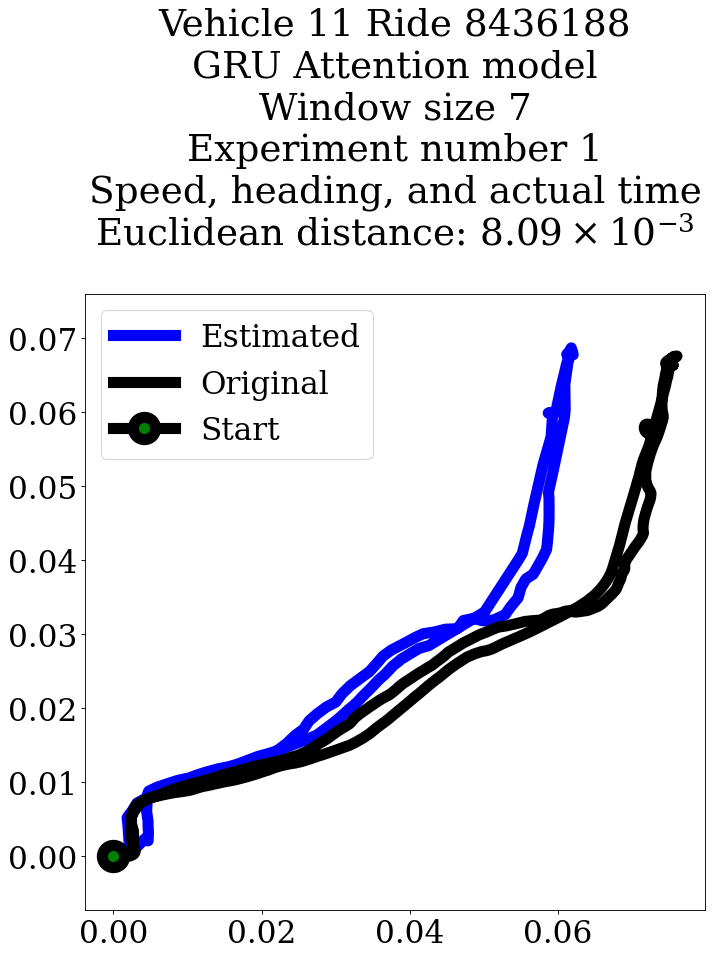 Vehicle 11 Ride 8436188
GRU Attention model
Window size 7
Experiment number 1
Speed, heading, and actual time
Euclidean distance: 8.09 × 10⁻³
Estimated
Original
Start
0.07
0.06
0.05
0.04
0.03
0.02
0.01
0.00
0.00 0.02 0.04 0.06